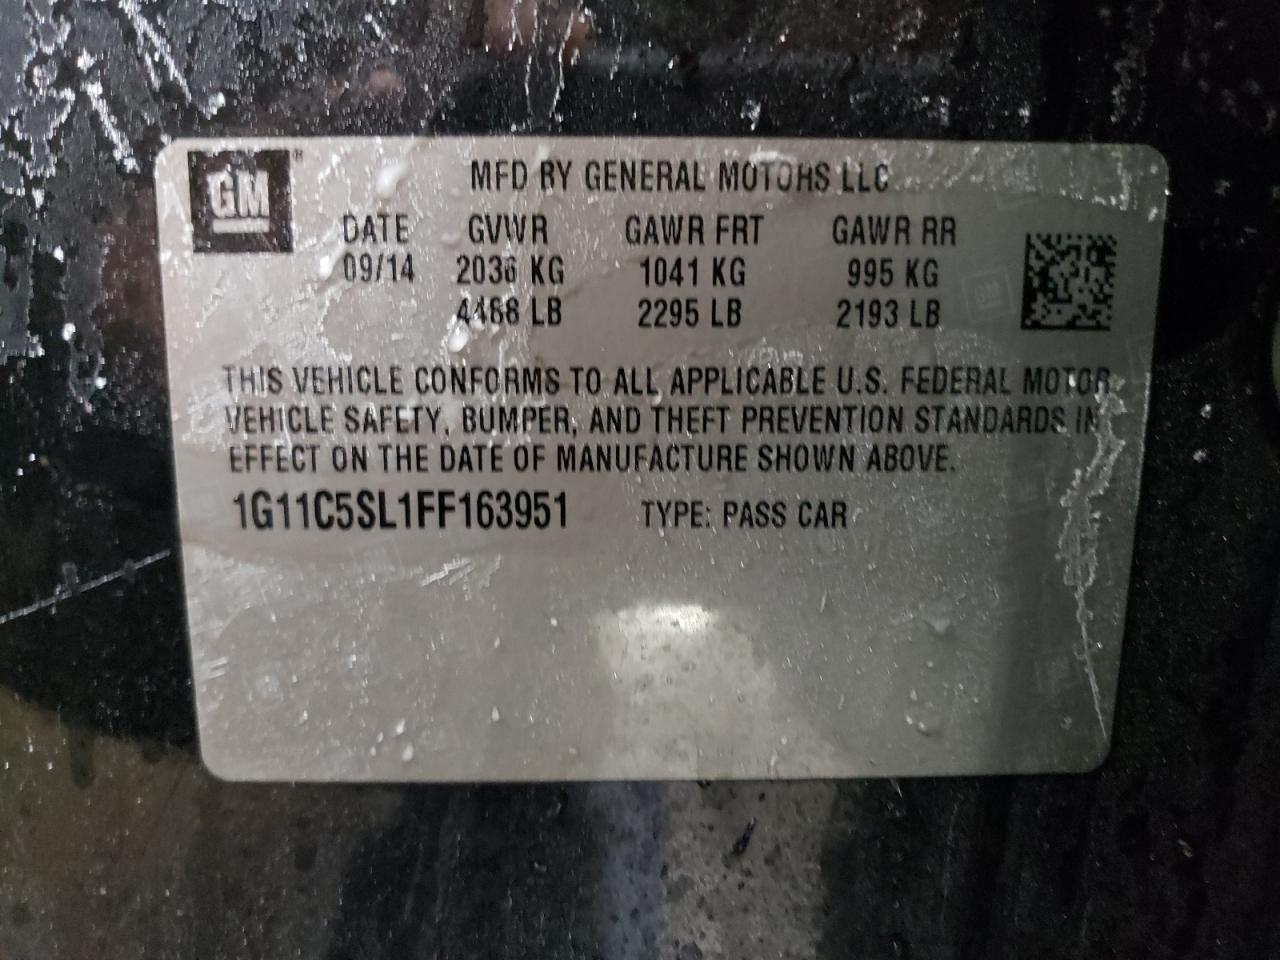 GM
MFD BY GENERAL MOTORS LLC
DATE GVWR GAWR FRT GAWR RR
09/14 2036 KG 1041 KG 995 KG
4488 LB 2295 LB 2193 LB
THIS VEHICLE CONFORMS TO ALL APPLICABLE U.S. FEDERAL MOTOR
VEHICLE SAFETY, BUMPER, AND THEFT PREVENTION STANDARDS IN
EFFECT ON THE DATE OF MANUFACTURE SHOWN ABOVE.
1G11C5SL1FF163951 TYPE: PASS CAR